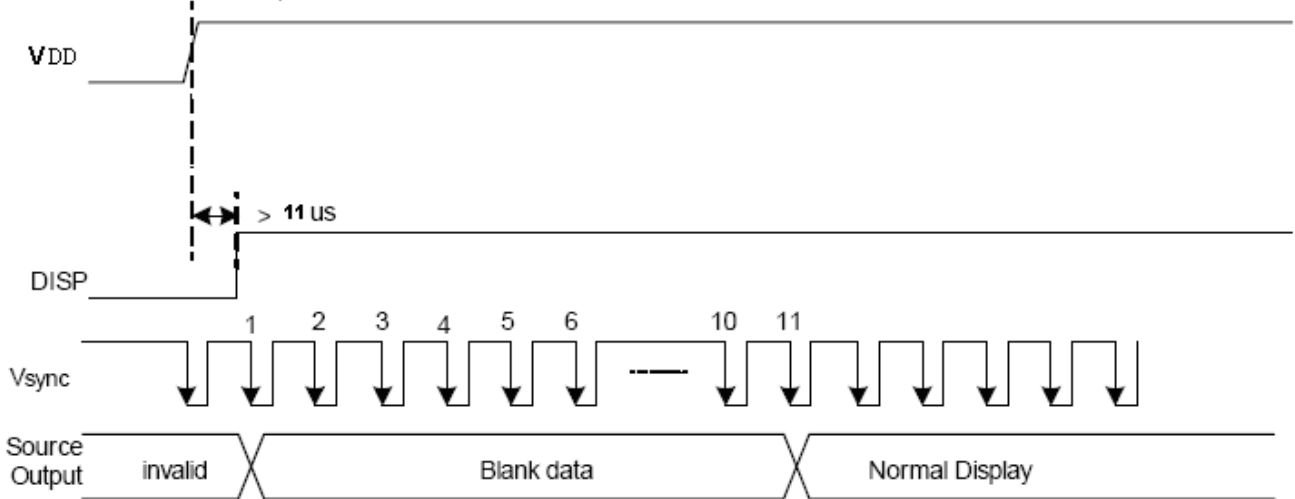 VDD
> 11 us
DISP
1 2 3 4 5 6 10 11
Vsync
Source
Output
invalid
Blank data
Normal Display